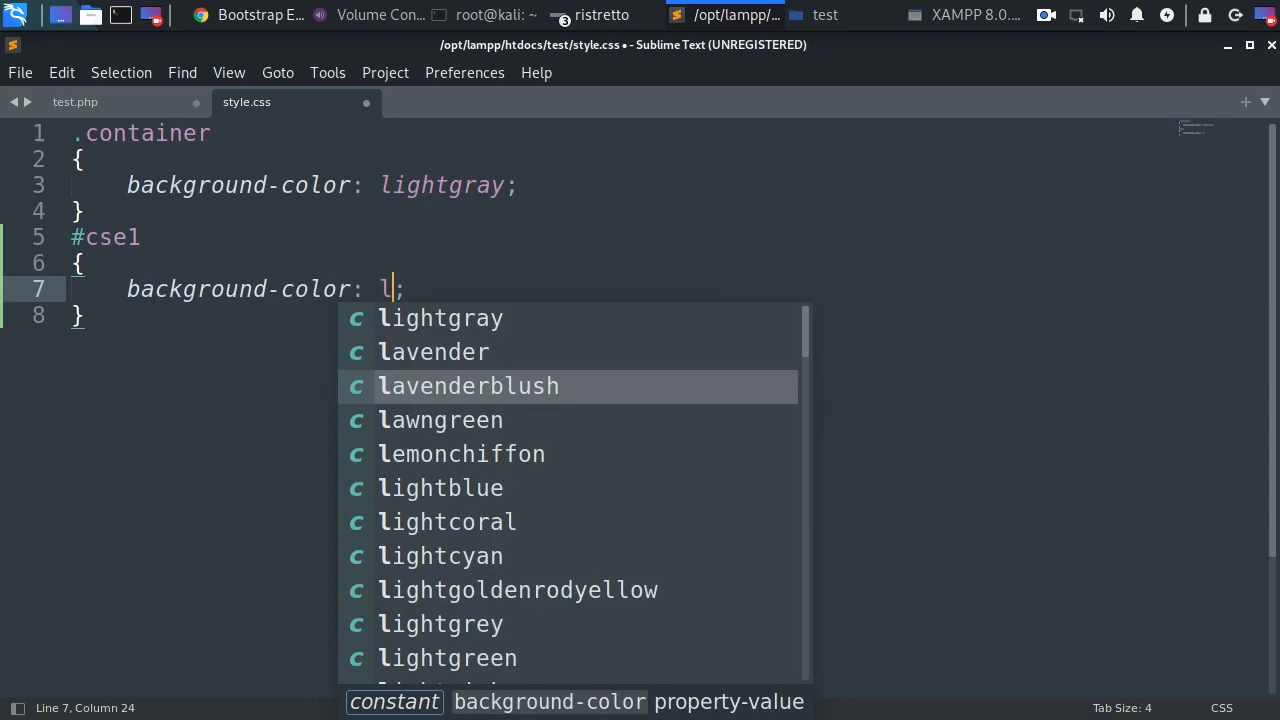 Bootstrap E... Volume Con... root@kali: ~ 3 ristretto /opt/lampp/... test XAMPP 8.0....
/opt/lampp/htdocs/test/style.css • - Sublime Text (UNREGISTERED)
File Edit Selection Find View Goto Tools Project Preferences Help
test.php style.css
1 .container
2 {
3 background-color: lightgray;
4 }
5 #cse1
6 {
7 background-color: l;
8 }
c lightgray
c lavender
c lavenderblush
c lawngreen
c lemonchiffon
c lightblue
c lightcoral
c lightcyan
c lightgoldenrodyellow
c lightgrey
c lightgreen
constant background-color property-value
Line 7, Column 24 Tab Size: 4 CSS